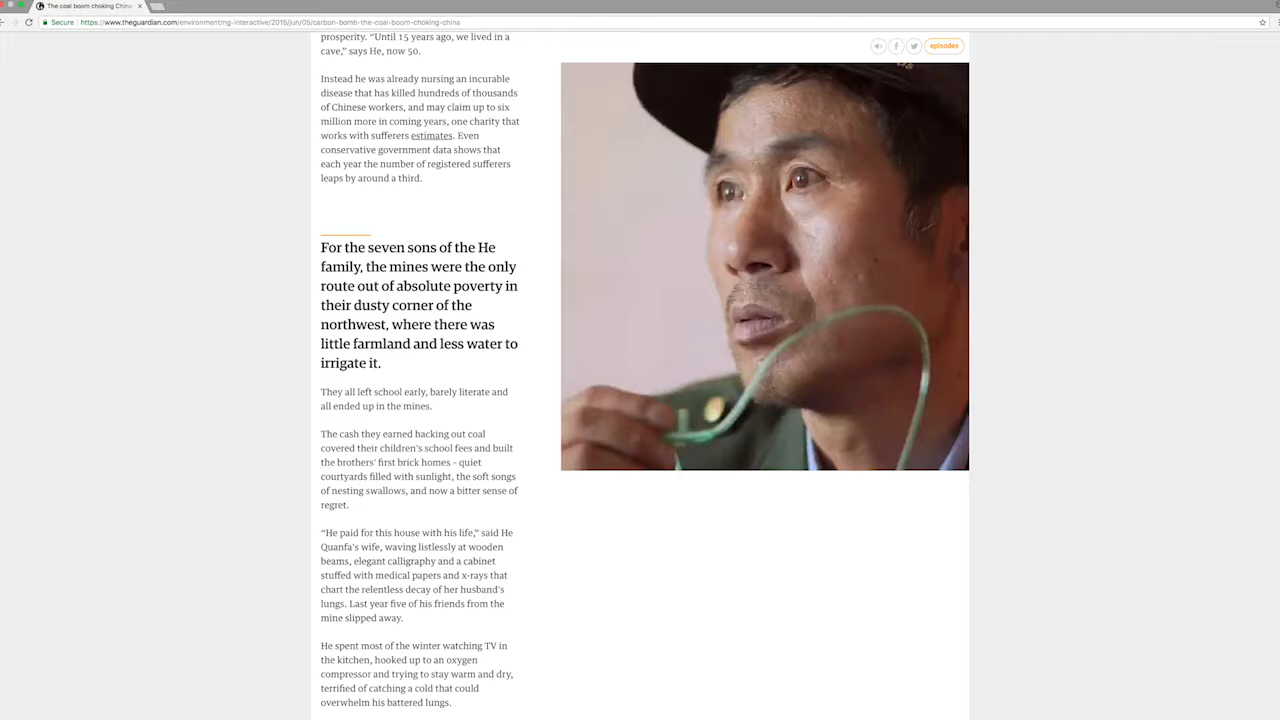 The coal boom choking China
Secure | https://www.theguardian.com/environment/ng-interactive/2015/jun/05/carbon-bomb-the-coal-boom-choking-china
episodes
prosperity. “Until 15 years ago, we lived in a
cave,” says He, now 50.
Instead he was already nursing an incurable
disease that has killed hundreds of thousands
of Chinese workers, and may claim up to six
million more in coming years, one charity that
works with sufferers estimates. Even
conservative government data shows that
each year the number of registered sufferers
leaps by around a third.
For the seven sons of the He
family, the mines were the only
route out of absolute poverty in
their dusty corner of the
northwest, where there was
little farmland and less water to
irrigate it.
They all left school early, barely literate and
all ended up in the mines.
The cash they earned hacking out coal
covered their children’s school fees and built
the brothers’ first brick homes – quiet
courtyards filled with sunlight, the soft songs
of nesting swallows, and now a bitter sense of
regret.
“He paid for this house with his life,” said He
Quanfa’s wife, waving listlessly at wooden
beams, elegant calligraphy and a cabinet
stuffed with medical papers and x-rays that
chart the relentless decay of her husband’s
lungs. Last year five of his friends from the
mine slipped away.
He spent most of the winter watching TV in
the kitchen, hooked up to an oxygen
compressor and trying to stay warm and dry,
terrified of catching a cold that could
overwhelm his battered lungs.